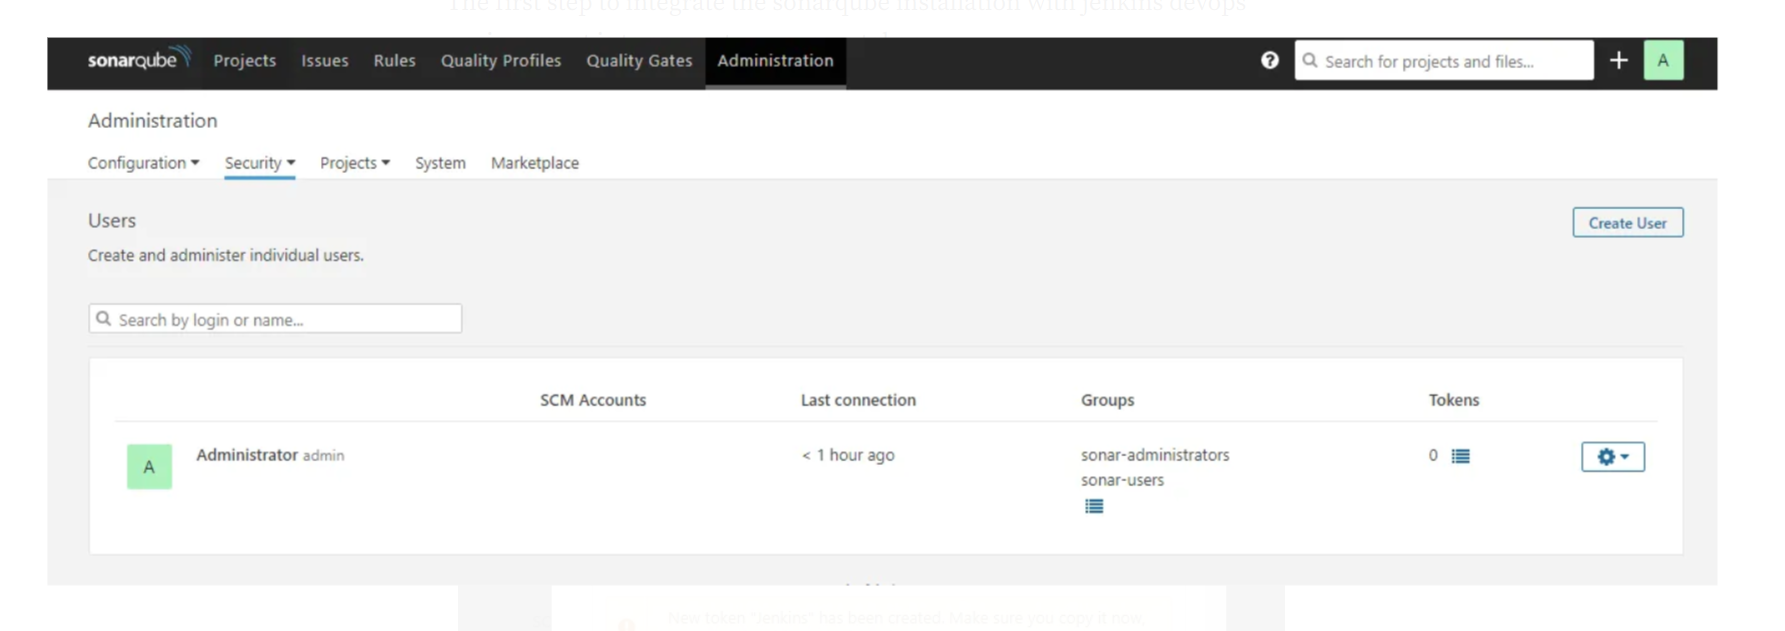 The first step to integrate the sonarqube installation with jenkins devops
sonarqube Projects Issues Rules Quality Profiles Quality Gates Administration ? Search for projects and files... + A
Administration
Configuration Security Projects System Marketplace
Users
Create User
Create and administer individual users.
Search by login or name...
SCM Accounts Last connection Groups Tokens
A Administrator admin < 1 hour ago sonar-administrators 0
sonar-users
New token "Jenkins" has been created. Make sure you copy it now,